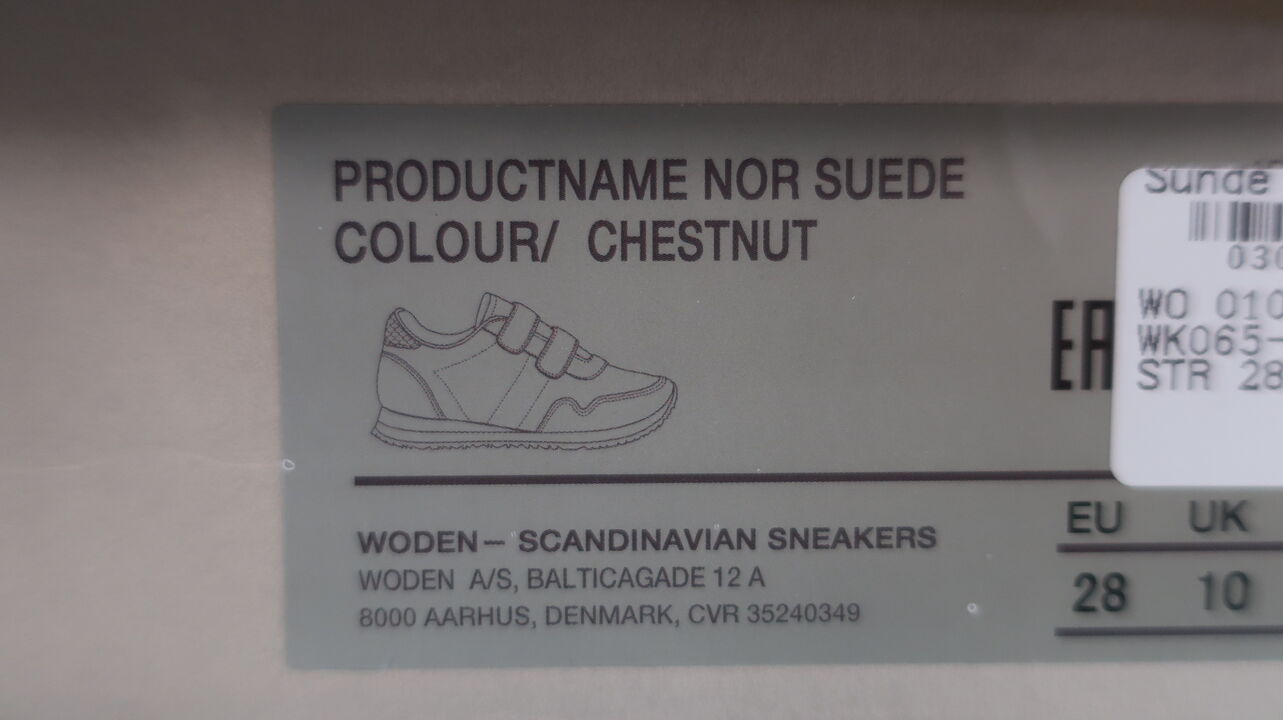 PRODUCTNAME NOR SUEDE
COLOUR/ CHESTNUT
EAC
WODEN— SCANDINAVIAN SNEAKERS
WODEN A/S, BALTICAGADE 12 A
8000 AARHUS, DENMARK, CVR 35240349
EU UK
28 10
030
WO 010
WK065-
STR 28